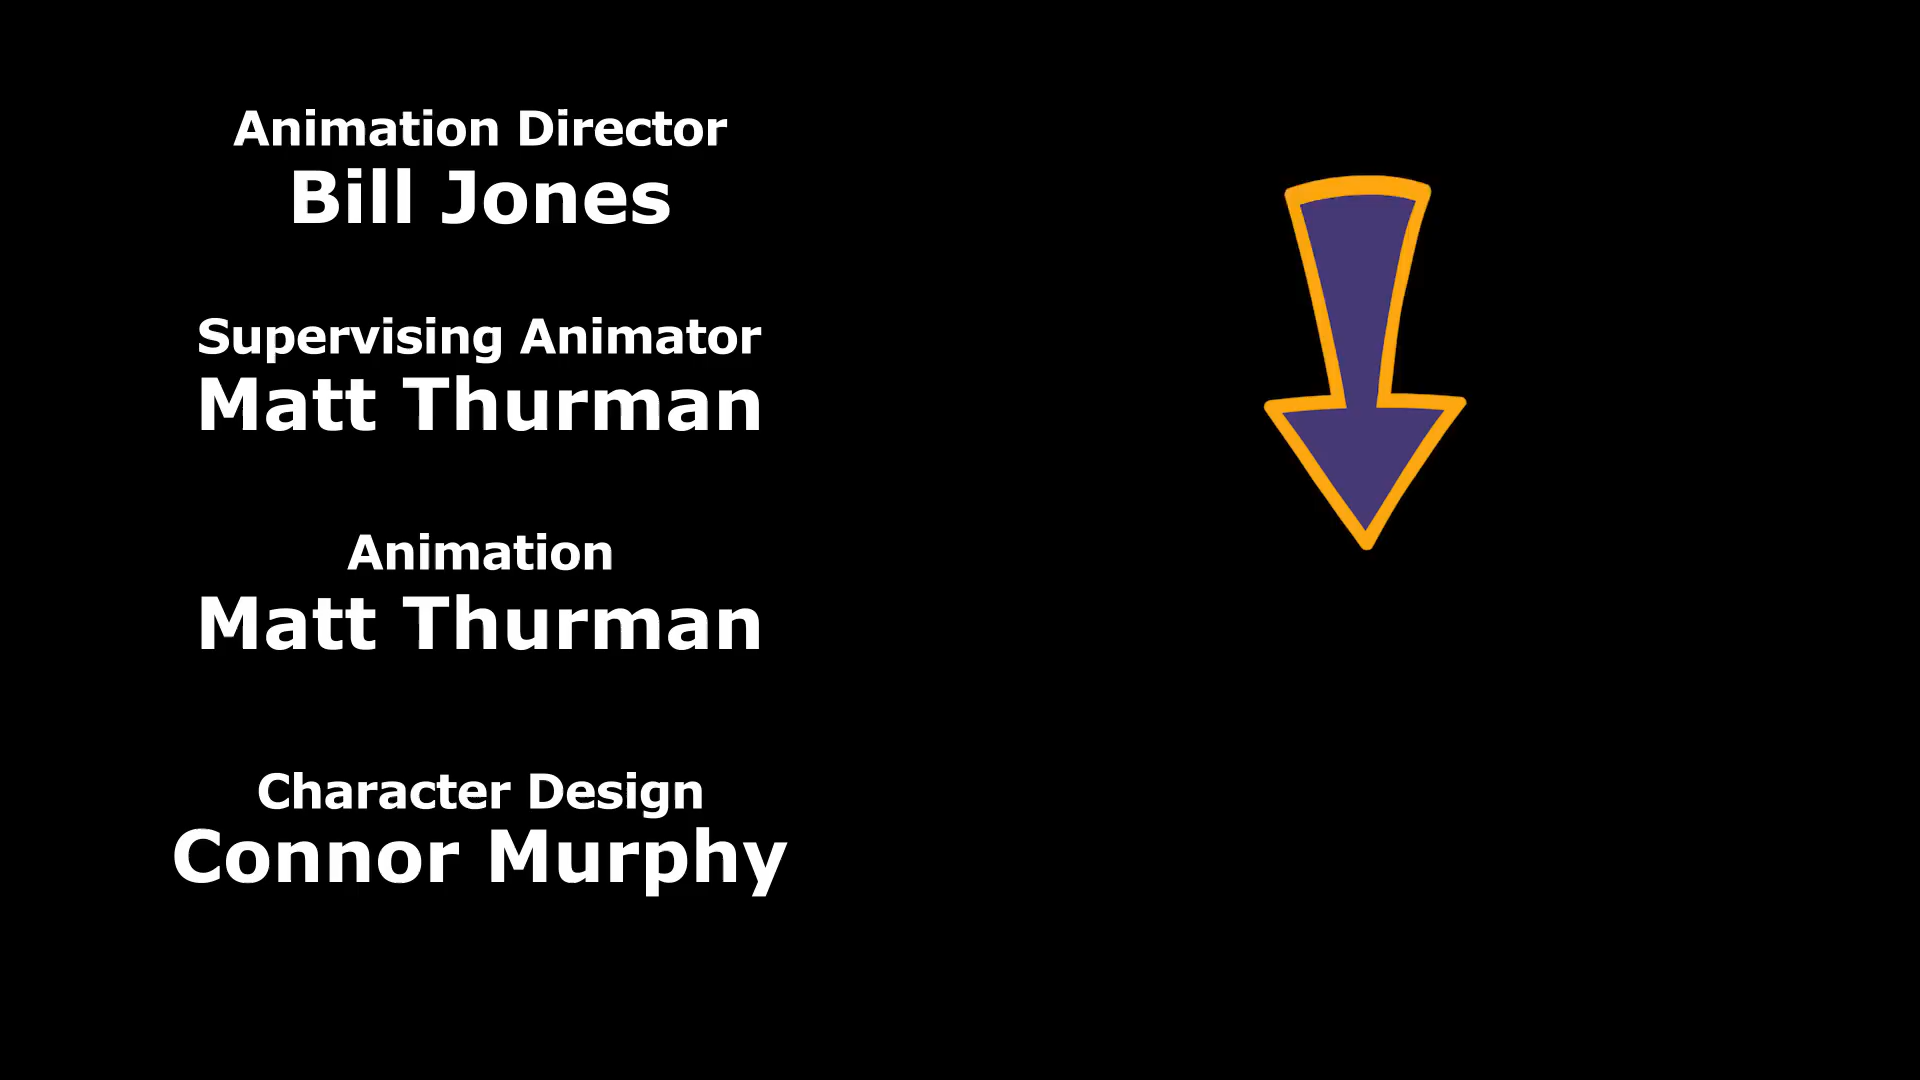 Animation Director
Bill Jones
Supervising Animator
Matt Thurman
Animation
Matt Thurman
Character Design
Connor Murphy